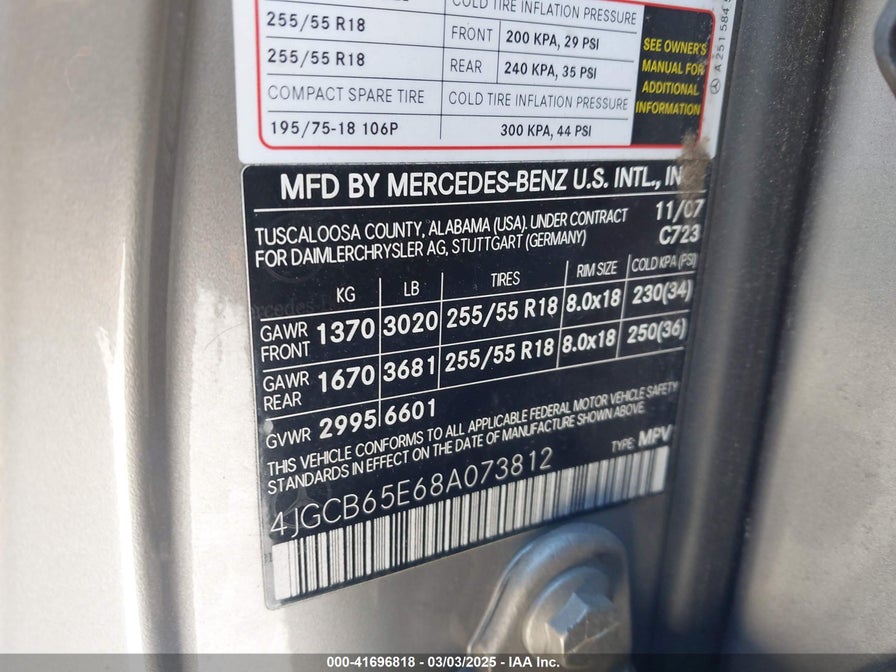 255/55 R18
COLD TIRE INFLATION PRESSURE
FRONT 200 KPA, 29 PSI
255/55 R18
REAR 240 KPA, 35 PSI
COMPACT SPARE TIRE COLD TIRE INFLATION PRESSURE
195/75-18 106P 300 KPA, 44 PSI
SEE OWNER'S
MANUAL FOR
ADDITIONAL
INFORMATION
A 251 584
MFD BY MERCEDES-BENZ U.S. INTL., IN
TUSCALOOSA COUNTY, ALABAMA (USA). UNDER CONTRACT 11/07
FOR DAIMLERCHRYSLER AG, STUTTGART (GERMANY) C723
KG LB TIRES RIM SIZE COLD KPA (PSI)
GAWR FRONT 1370 3020 255/55 R18 8.0x18 230(34)
GAWR REAR 1670 3681 255/55 R18 8.0x18 250(36)
GVWR 2995 6601
THIS VEHICLE CONFORMS TO ALL APPLICABLE FEDERAL MOTOR VEHICLE SAFETY
STANDARDS IN EFFECT ON THE DATE OF MANUFACTURE SHOWN ABOVE.
TYPE: MPV
4JGCB65E68A073812
000-41696818 — 03/03/2025 - IAA Inc.